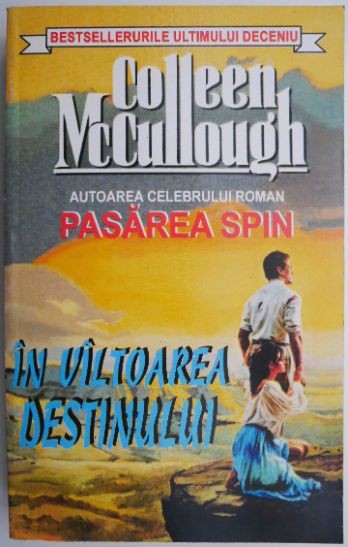 BESTSELLERURILE ULTIMULUI DECENIU
Colleen
McCullough
AUTOAREA CELEBRULUI ROMAN
PASĂREA SPIN
ÎN VÎLTOAREA
DESTINULUI